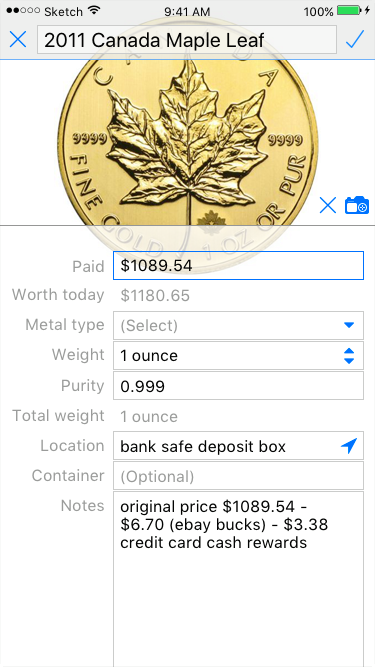 Sketch 9:41 AM 100%
2011 Canada Maple Leaf
CANADA
9999 9999
FINE GOLD 1 OZ OR PUR
Paid $1089.54
Worth today $1180.65
Metal type (Select)
Weight 1 ounce
Purity 0.999
Total weight 1 ounce
Location bank safe deposit box
Container (Optional)
Notes original price $1089.54 -
$6.70 (ebay bucks) - $3.38
credit card cash rewards